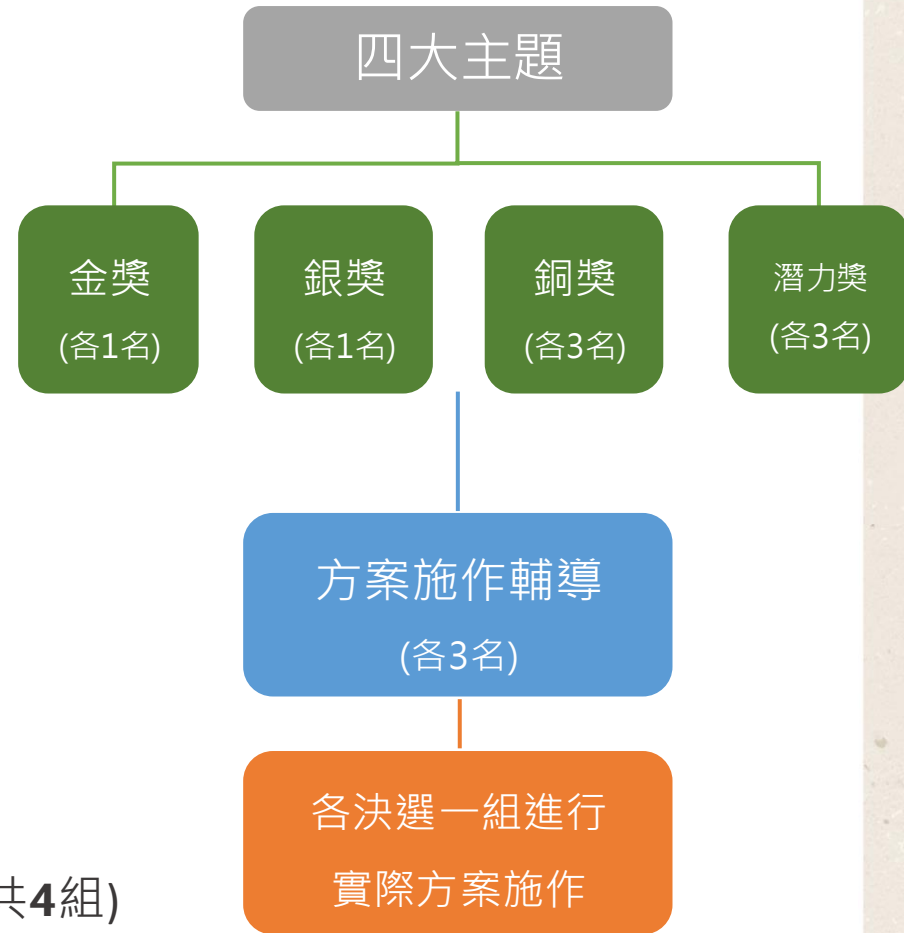 四大主題
金獎
(各1名)
銀獎
(各1名)
銅獎
(各3名)
潛力獎
(各3名)
方案施作輔導
(各3名)
各決選一組進行
實際方案施作
共4組)